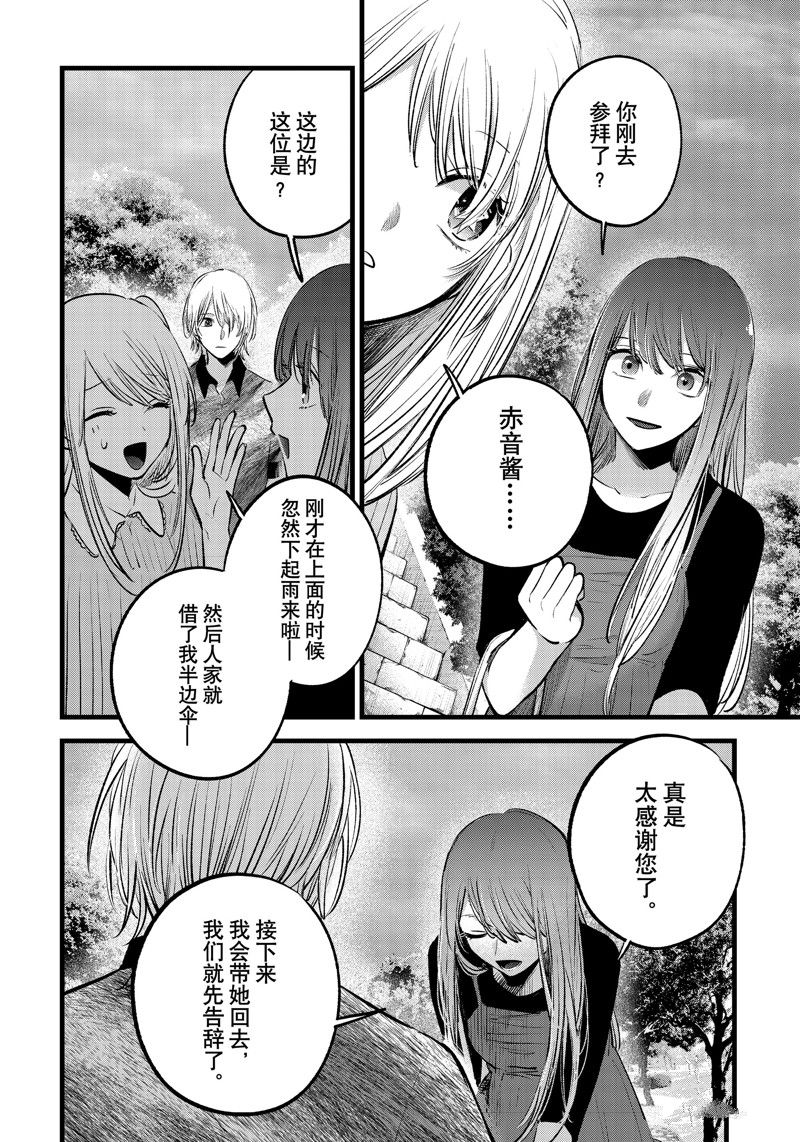 你刚去
参拜了？
赤音酱
……
这边的
这位是？
刚才在上面的时候
忽然下起雨来啦—
然后人家就
借了我半边伞—
真是
太感谢您了。
接下来
我会带她回去，
我们就先告辞了。